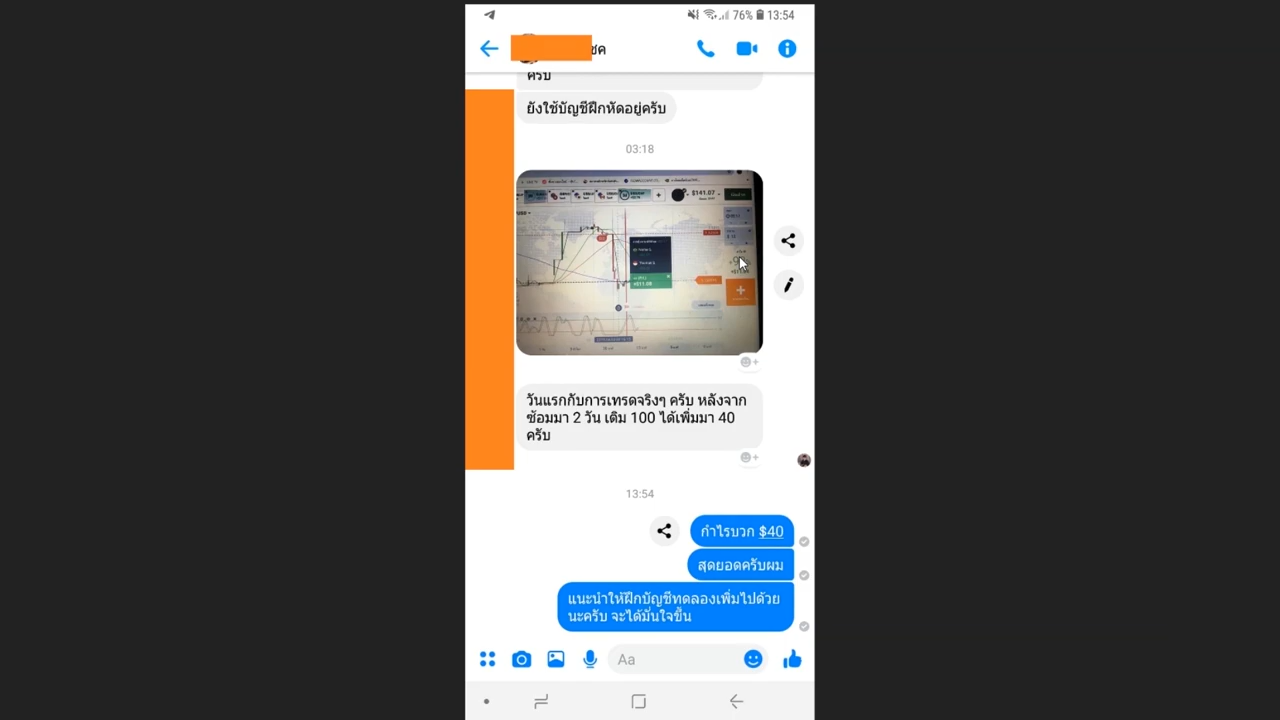 76% 13:54
ชค
ครับ
ยังใช้บัญชีฝึกหัดอยู่ครับ
03:18
$141.07
+$11.08
วันแรกกับการเทรดจริงๆ ครับ หลังจาก
ซ้อมมา 2 วัน เดิม 100 ได้เพิ่มมา 40
ครับ
13:54
กำไรบวก $40
สุดยอดครับผม
แนะนำให้ฝึกบัญชีทดลองเพิ่มไปด้วย
นะครับ จะได้มั่นใจขึ้น
Aa